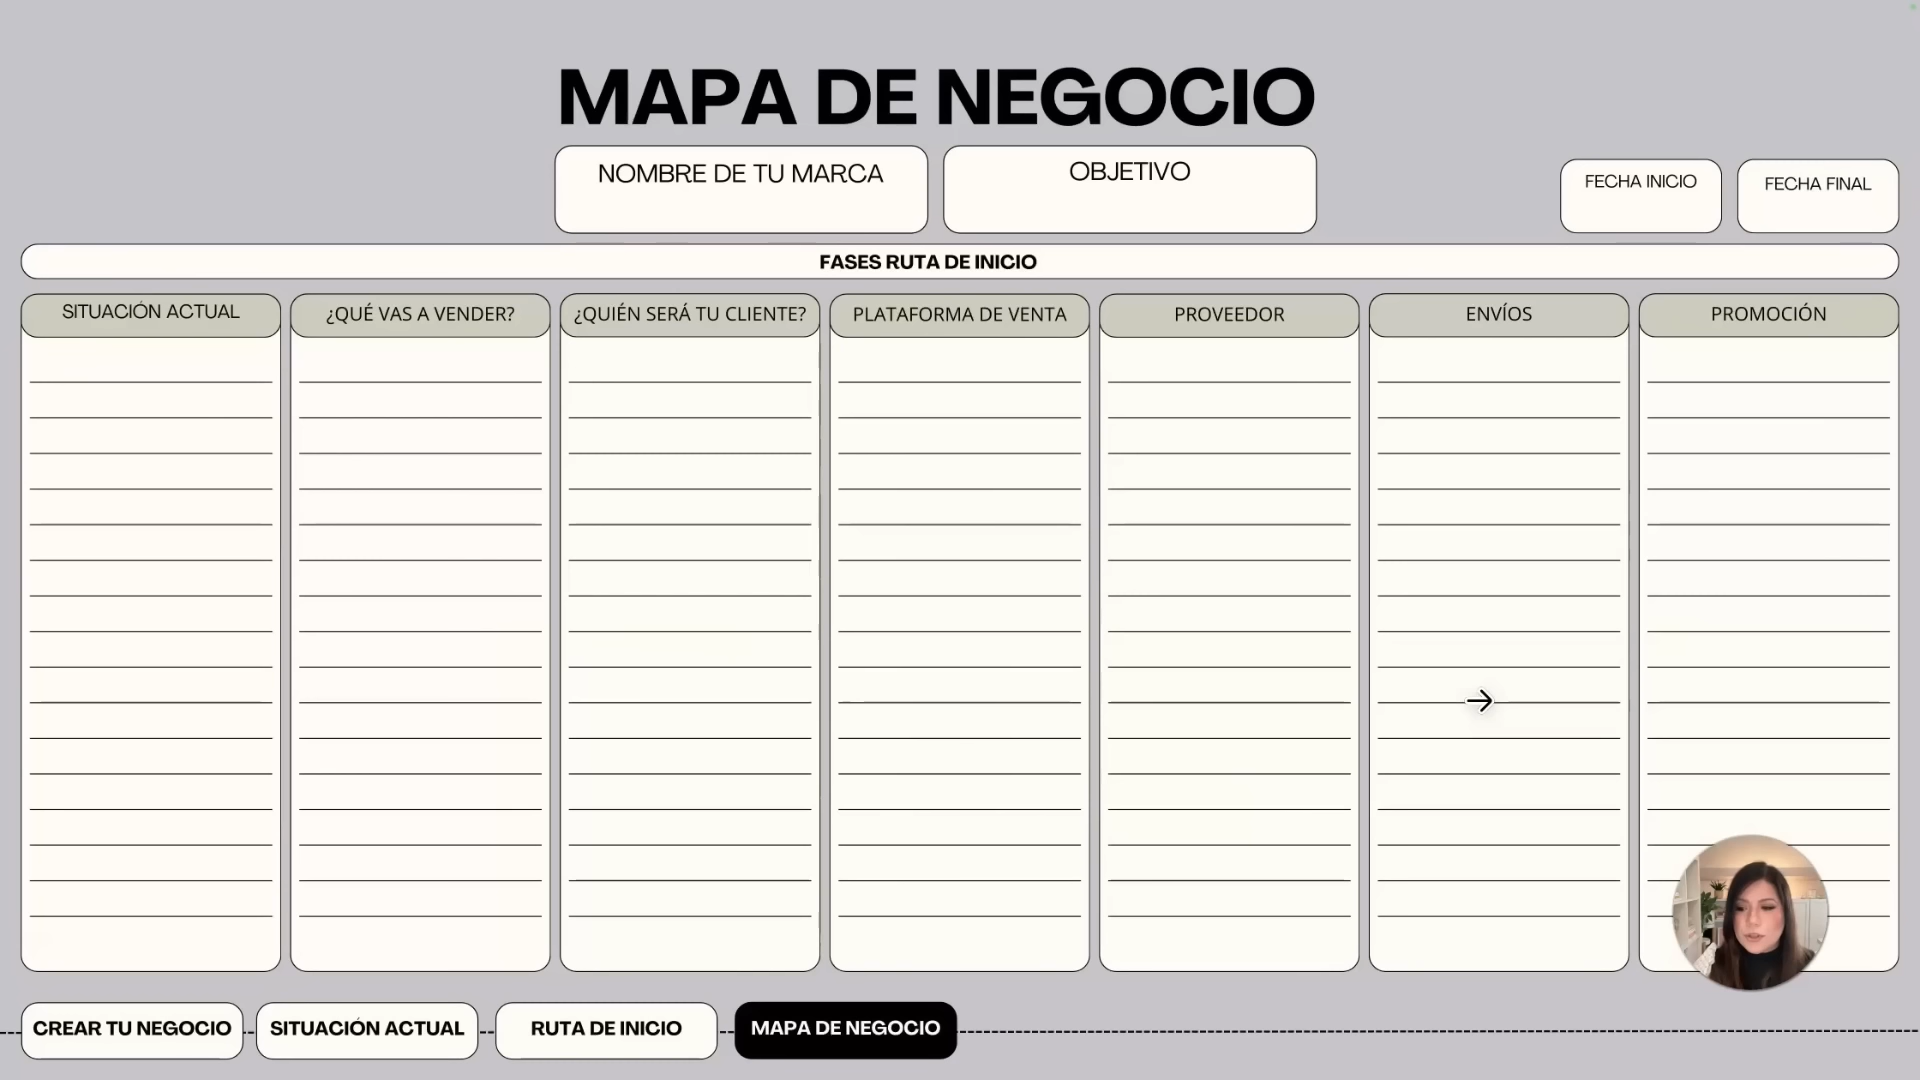 MAPA DE NEGOCIO
NOMBRE DE TU MARCA
OBJETIVO
FECHA INICIO
FECHA FINAL
FASES RUTA DE INICIO
SITUACIÓN ACTUAL
¿QUÉ VAS A VENDER?
¿QUIÉN SERÁ TU CLIENTE?
PLATAFORMA DE VENTA
PROVEEDOR
ENVÍOS
PROMOCIÓN
CREAR TU NEGOCIO
SITUACIÓN ACTUAL
RUTA DE INICIO
MAPA DE NEGOCIO